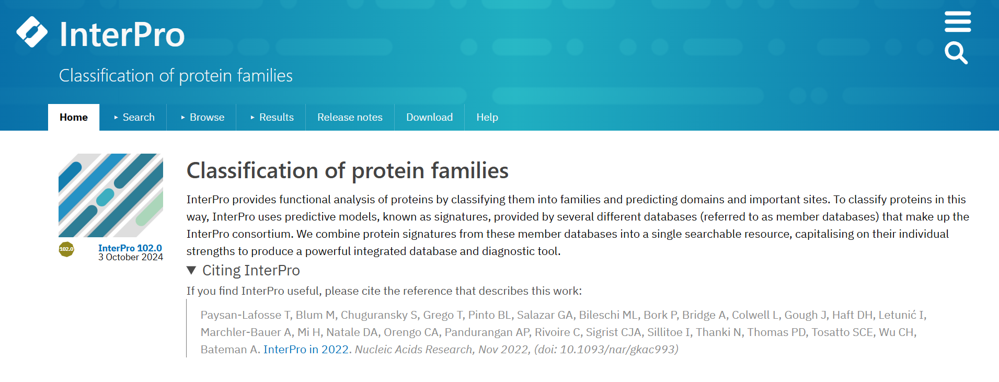 InterPro
Classification of protein families
Home
Search
Browse
Results
Release notes
Download
Help
102.0
InterPro 102.0
3 October 2024
Classification of protein families
InterPro provides functional analysis of proteins by classifying them into families and predicting domains and important sites. To classify proteins in this
way, InterPro uses predictive models, known as signatures, provided by several different databases (referred to as member databases) that make up the
InterPro consortium. We combine protein signatures from these member databases into a single searchable resource, capitalising on their individual
strengths to produce a powerful integrated database and diagnostic tool.
Citing InterPro
If you find InterPro useful, please cite the reference that describes this work:
Paysan-Lafosse T, Blum M, Chuguransky S, Grego T, Pinto BL, Salazar GA, Bileschi ML, Bork P, Bridge A, Colwell L, Gough J, Haft DH, Letunić I,
Marchler-Bauer A, Mi H, Natale DA, Orengo CA, Pandurangan AP, Rivoire C, Sigrist CJA, Sillitoe I, Thanki N, Thomas PD, Tosatto SCE, Wu CH,
Bateman A. InterPro in 2022. Nucleic Acids Research, Nov 2022, (doi: 10.1093/nar/gkac993)